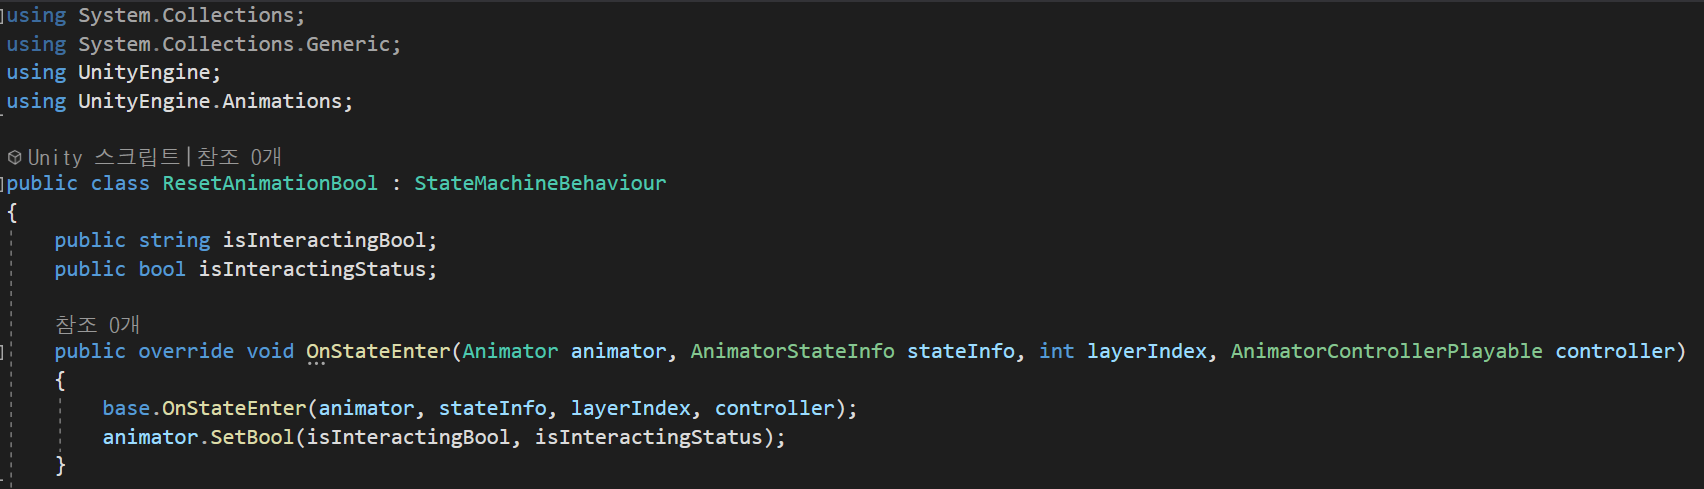 using System.Collections;
using System.Collections.Generic;
using UnityEngine;
using UnityEngine.Animations;
Unity 스크립트|참조 0개
public class ResetAnimationBool : StateMachineBehaviour
{
    public string isInteractingBool;
    public bool isInteractingStatus;
    참조 0개
    public override void OnStateEnter(Animator animator, AnimatorStateInfo stateInfo, int layerIndex, AnimatorControllerPlayable controller)
    {
        base.OnStateEnter(animator, stateInfo, layerIndex, controller);
        animator.SetBool(isInteractingBool, isInteractingStatus);
    }